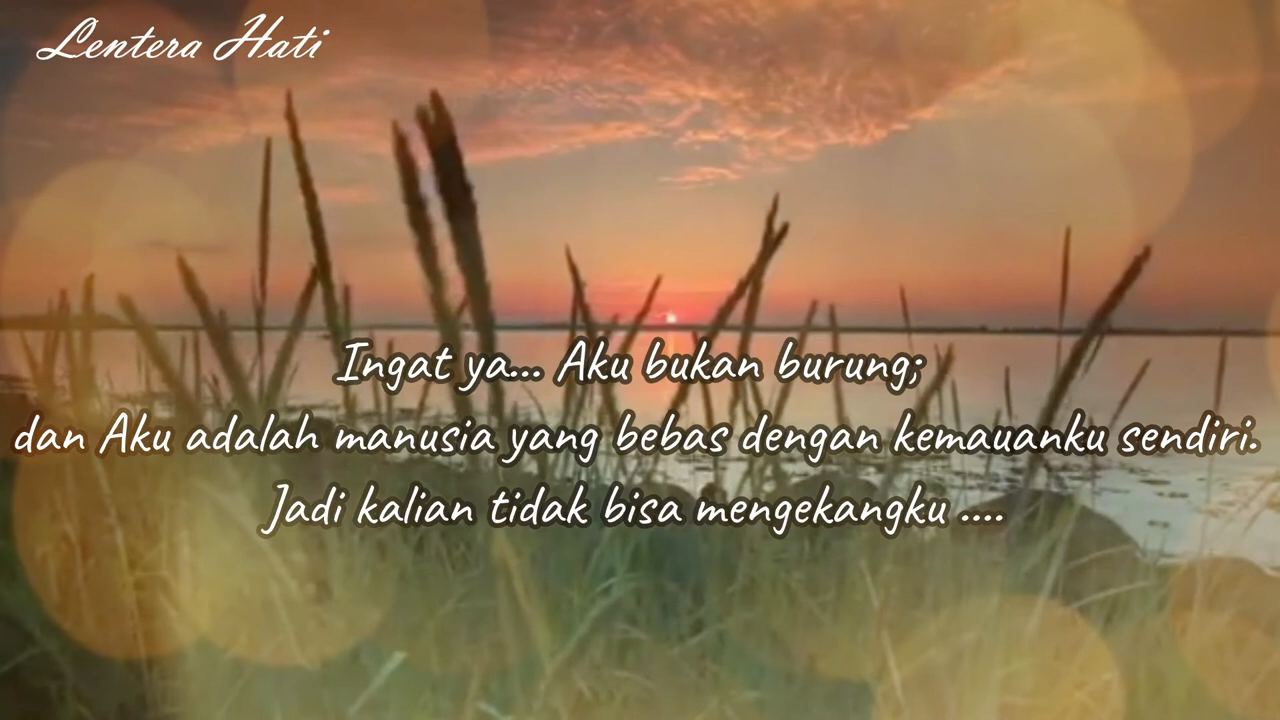 Lentera Hati
Ingat ya... Aku bukan burung;
dan Aku adalah manusia yang bebas dengan kemauanku sendiri.
Jadi kalian tidak bisa mengekangku ....